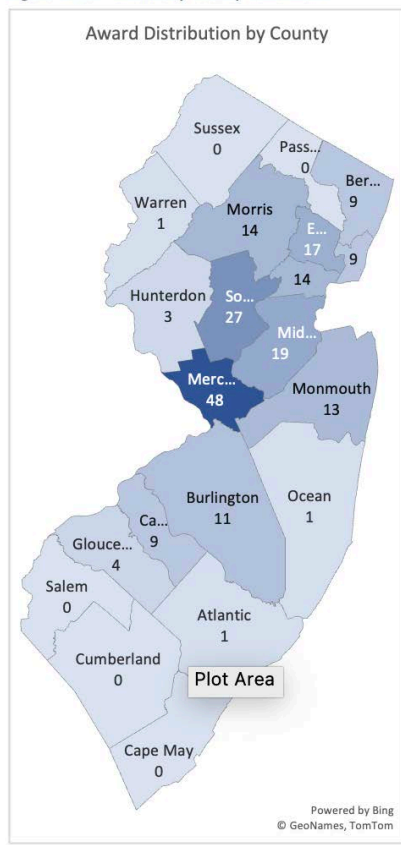 Award Distribution by County
Sussex
0
Pass...
0
Ber...
9
Warren
1
Morris
14
E...
17
9
14
Hunterdon
3
So...
27
Mid...
19
Merc...
48
Monmouth
13
Burlington
11
Ocean
1
Ca...
9
Glouce...
4
Salem
0
Atlantic
1
Cumberland
0
Plot Area
Cape May
0
Powered by Bing
© GeoNames, TomTom